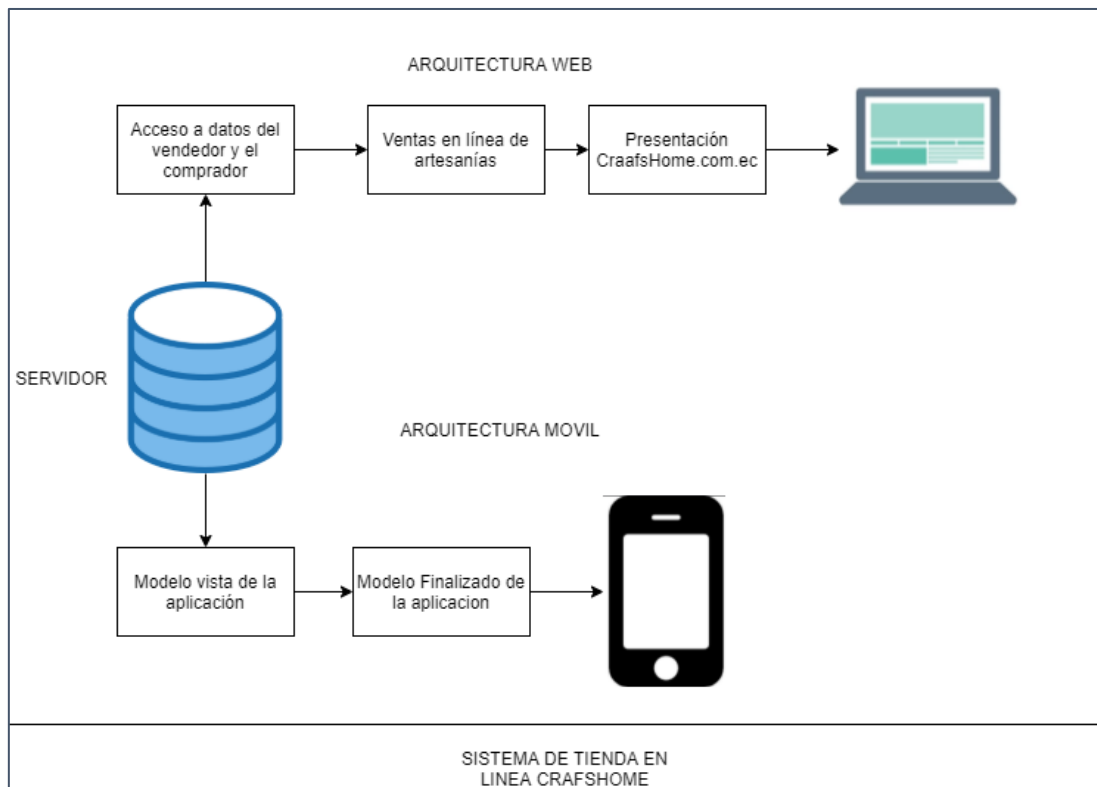 ARQUITECTURA WEB
Acceso a datos del
vendedor y el
comprador
Ventas en línea de
artesanías
Presentación
CraafsHome.com.ec
SERVIDOR
ARQUITECTURA MOVIL
Modelo vista de la
aplicación
Modelo Finalizado de
la aplicacion
SISTEMA DE TIENDA EN
LINEA CRAFSHOME